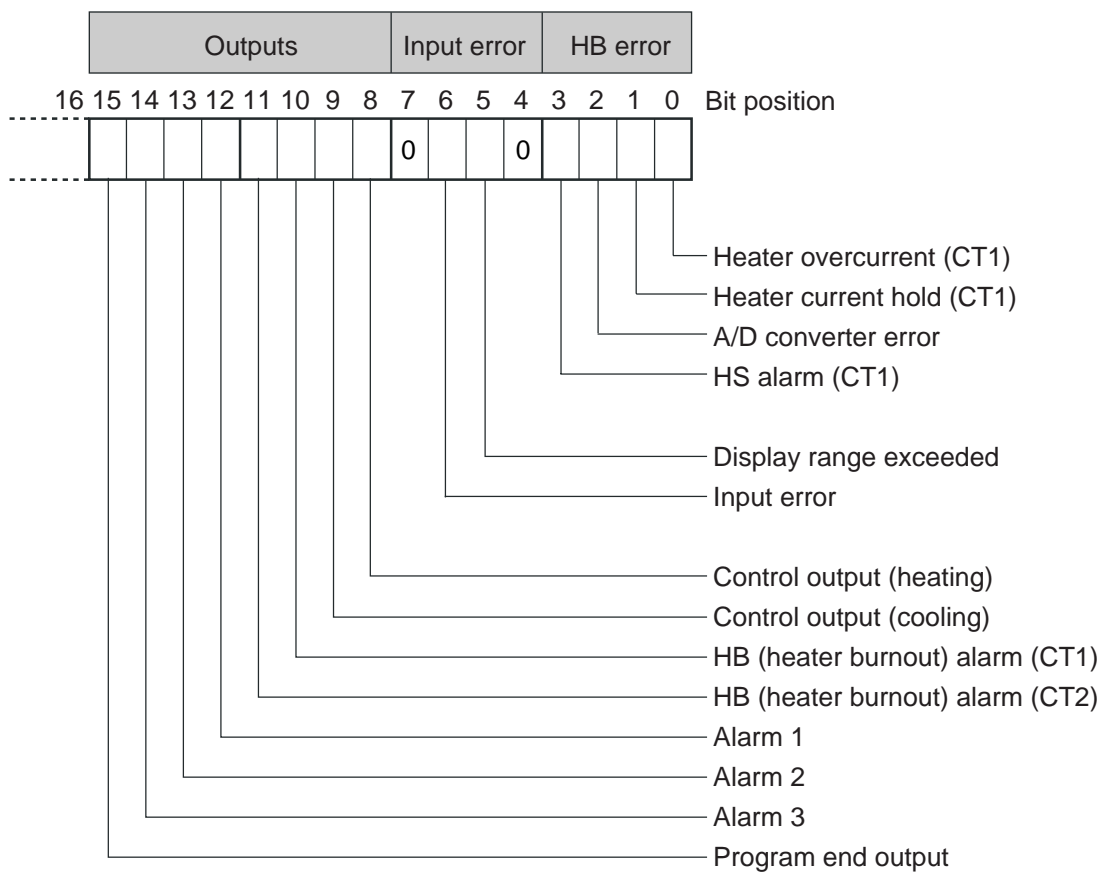 Outputs Input error HB error
16 15 14 13 12 11 10 9 8 7 6 5 4 3 2 1 0 Bit position
0 0
Heater overcurrent (CT1)
Heater current hold (CT1)
A/D converter error
HS alarm (CT1)
Display range exceeded
Input error
Control output (heating)
Control output (cooling)
HB (heater burnout) alarm (CT1)
HB (heater burnout) alarm (CT2)
Alarm 1
Alarm 2
Alarm 3
Program end output